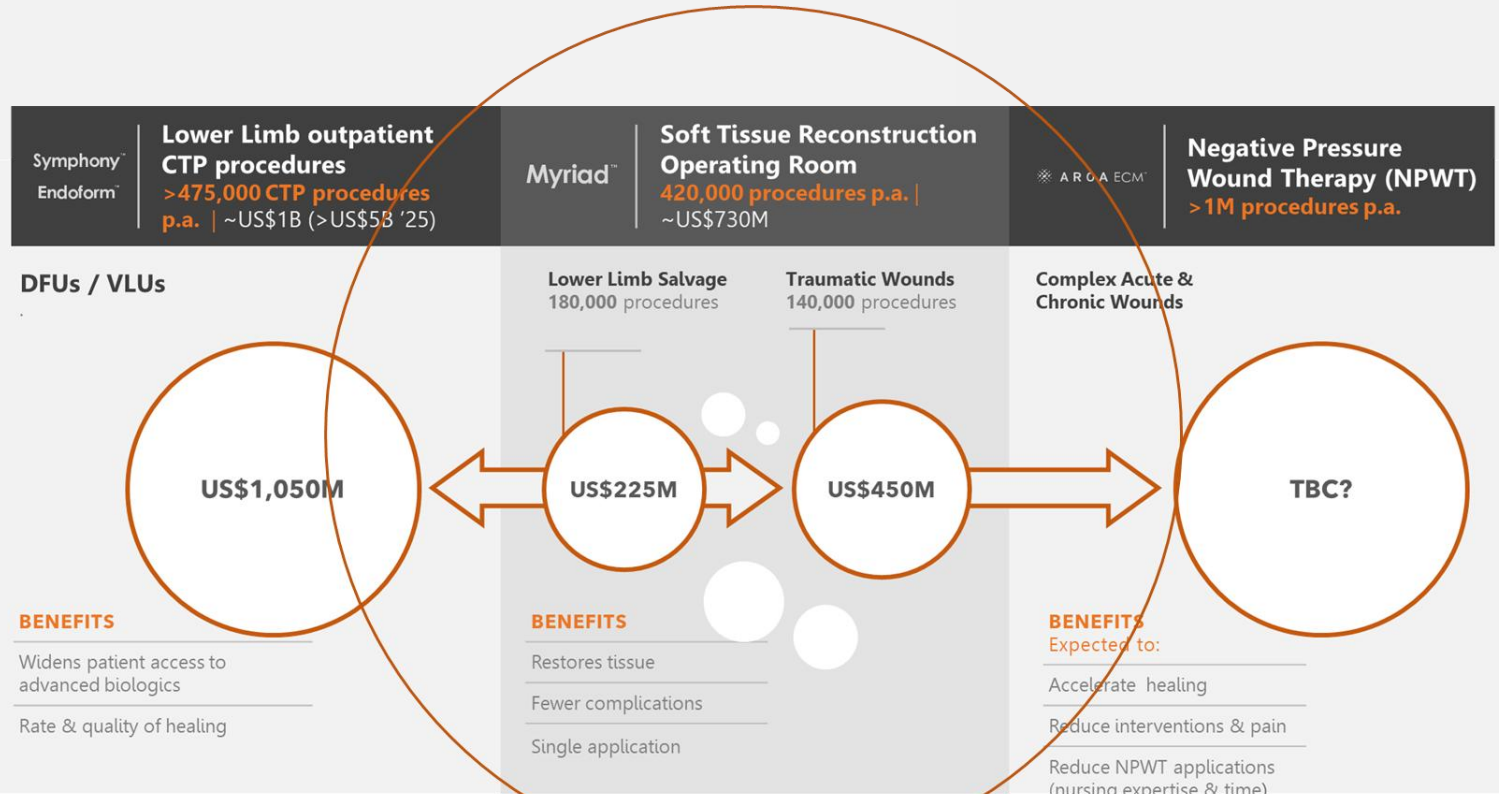 Symphony™
Endoform™
Lower Limb outpatient
CTP procedures
>475,000 CTP procedures
p.a. | ~US$1B (>US$5B ’25)
Myriad™
Soft Tissue Reconstruction
Operating Room
420,000 procedures p.a. |
~US$730M
AROA ECM™
Negative Pressure
Wound Therapy (NPWT)
>1M procedures p.a.
DFUs / VLUs
.
Lower Limb Salvage
180,000 procedures
Traumatic Wounds
140,000 procedures
Complex Acute &
Chronic Wounds
US$1,050M
US$225M
US$450M
TBC?
BENEFITS
Widens patient access to
advanced biologics
Rate & quality of healing
BENEFITS
Restores tissue
Fewer complications
Single application
BENEFITS
Expected to:
Accelerate healing
Reduce interventions & pain
Reduce NPWT applications
(nursing expertise & time)